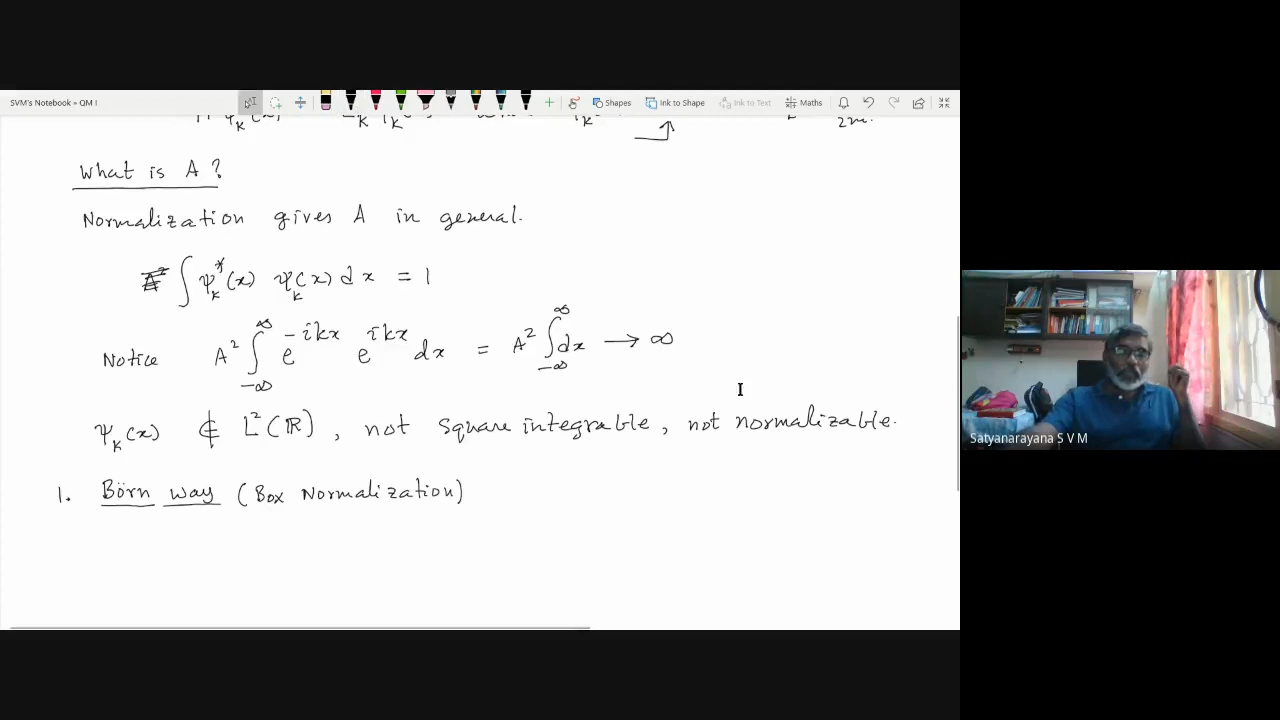 SVM's Notebook » QM I
Shapes Ink to Shape Ink to Text Maths
2m.
What is A?
Normalization gives A in general.
∫ ψₖ*(x) ψₖ(x) dx = 1
Notice A² ∫_{-∞}^{∞} e^{-ikx} e^{ikx} dx = A² ∫_{-∞}^{∞} dx → ∞
ψₖ(x) ∉ L²(ℝ), not square integrable, not normalizable.
1. Börn way (Box Normalization)
Satyanarayana S V M